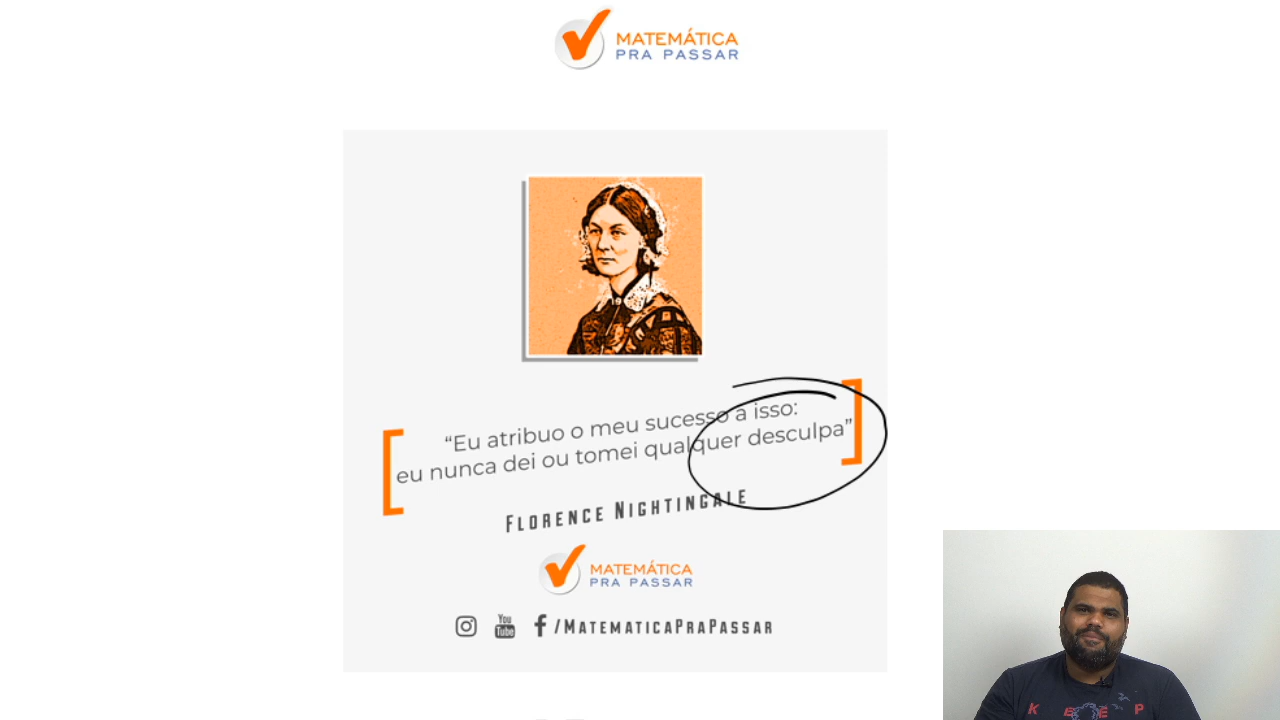 MATEMÁTICA
PRA PASSAR
“Eu atribuo o meu sucesso a isso:
eu nunca dei ou tomei qualquer desculpa”
FLORENCE NIGHTINGALE
MATEMÁTICA
PRA PASSAR
You
Tube
f /MATEMATICAPRAPASSAR
KEEP